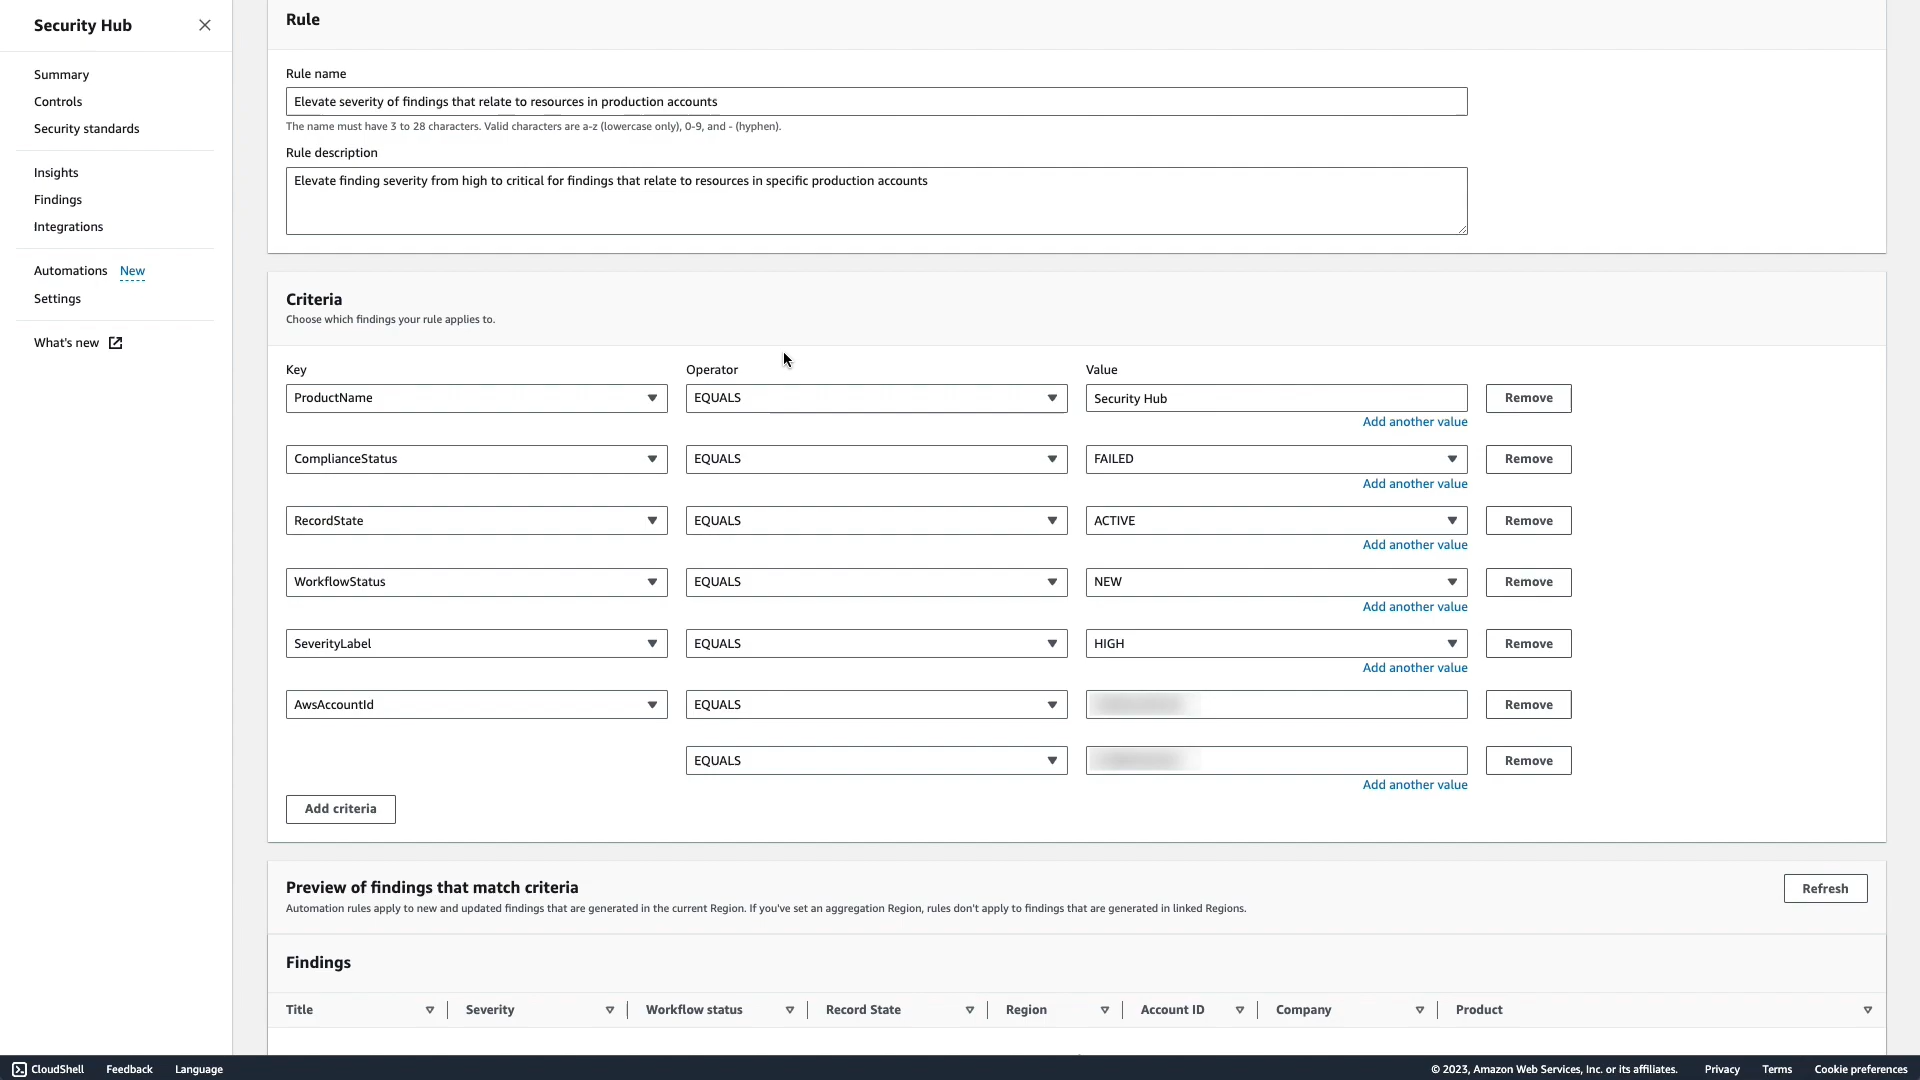 Security Hub
Summary
Controls
Security standards
Insights
Findings
Integrations
Automations New
Settings
What's new
Rule
Rule name
Elevate severity of findings that relate to resources in production accounts
The name must have 3 to 28 characters. Valid characters are a-z (lowercase only), 0-9, and - (hyphen).
Rule description
Elevate finding severity from high to critical for findings that relate to resources in specific production accounts
Criteria
Choose which findings your rule applies to.
Key Operator Value
ProductName EQUALS Security Hub Remove
Add another value
ComplianceStatus EQUALS FAILED Remove
Add another value
RecordState EQUALS ACTIVE Remove
Add another value
WorkflowStatus EQUALS NEW Remove
Add another value
SeverityLabel EQUALS HIGH Remove
Add another value
AwsAccountId EQUALS Remove
EQUALS Remove
Add another value
Add criteria
Preview of findings that match criteria Refresh
Automation rules apply to new and updated findings that are generated in the current Region. If you've set an aggregation Region, rules don't apply to findings that are generated in linked Regions.
Findings
Title Severity Workflow status Record State Region Account ID Company Product
CloudShell Feedback Language © 2023, Amazon Web Services, Inc. or its affiliates. Privacy Terms Cookie preferences